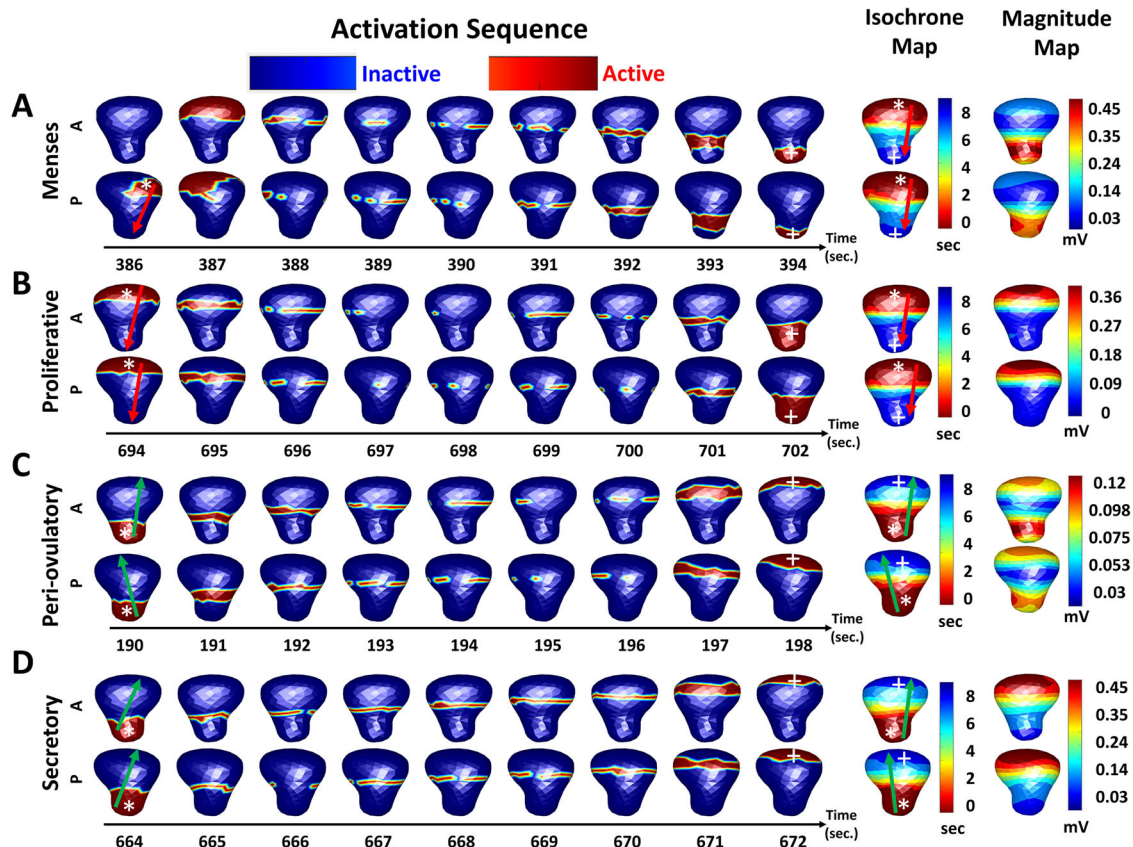 Activation Sequence
Isochrone
Map
Magnitude
Map
Inactive
Active
A
Menses
A
P
*
+
*
+
*
+
*
+
8
6
4
2
0
sec
0.45
0.28
0.17
0.14
0.03
mV
Time
(sec.)
386 387 388 389 390 391 392 393 394
B
Proliferative
A
P
*
+
*
+
*
+
*
+
8
6
4
2
0
sec
0.36
0.27
0.18
0.09
0
mV
Time
(sec.)
694 695 696 697 698 699 700 701 702
C
Peri-ovulatory
A
P
*
+
*
+
+
*
+
*
8
6
4
2
0
sec
0.12
0.098
0.075
0.053
0.03
mV
Time
(sec.)
190 191 192 193 194 195 196 197 198
D
Secretory
A
P
*
+
*
+
+
*
+
*
8
6
4
2
0
sec
0.45
0.35
0.24
0.14
0.03
mV
Time
(sec.)
664 665 666 667 668 669 670 671 672